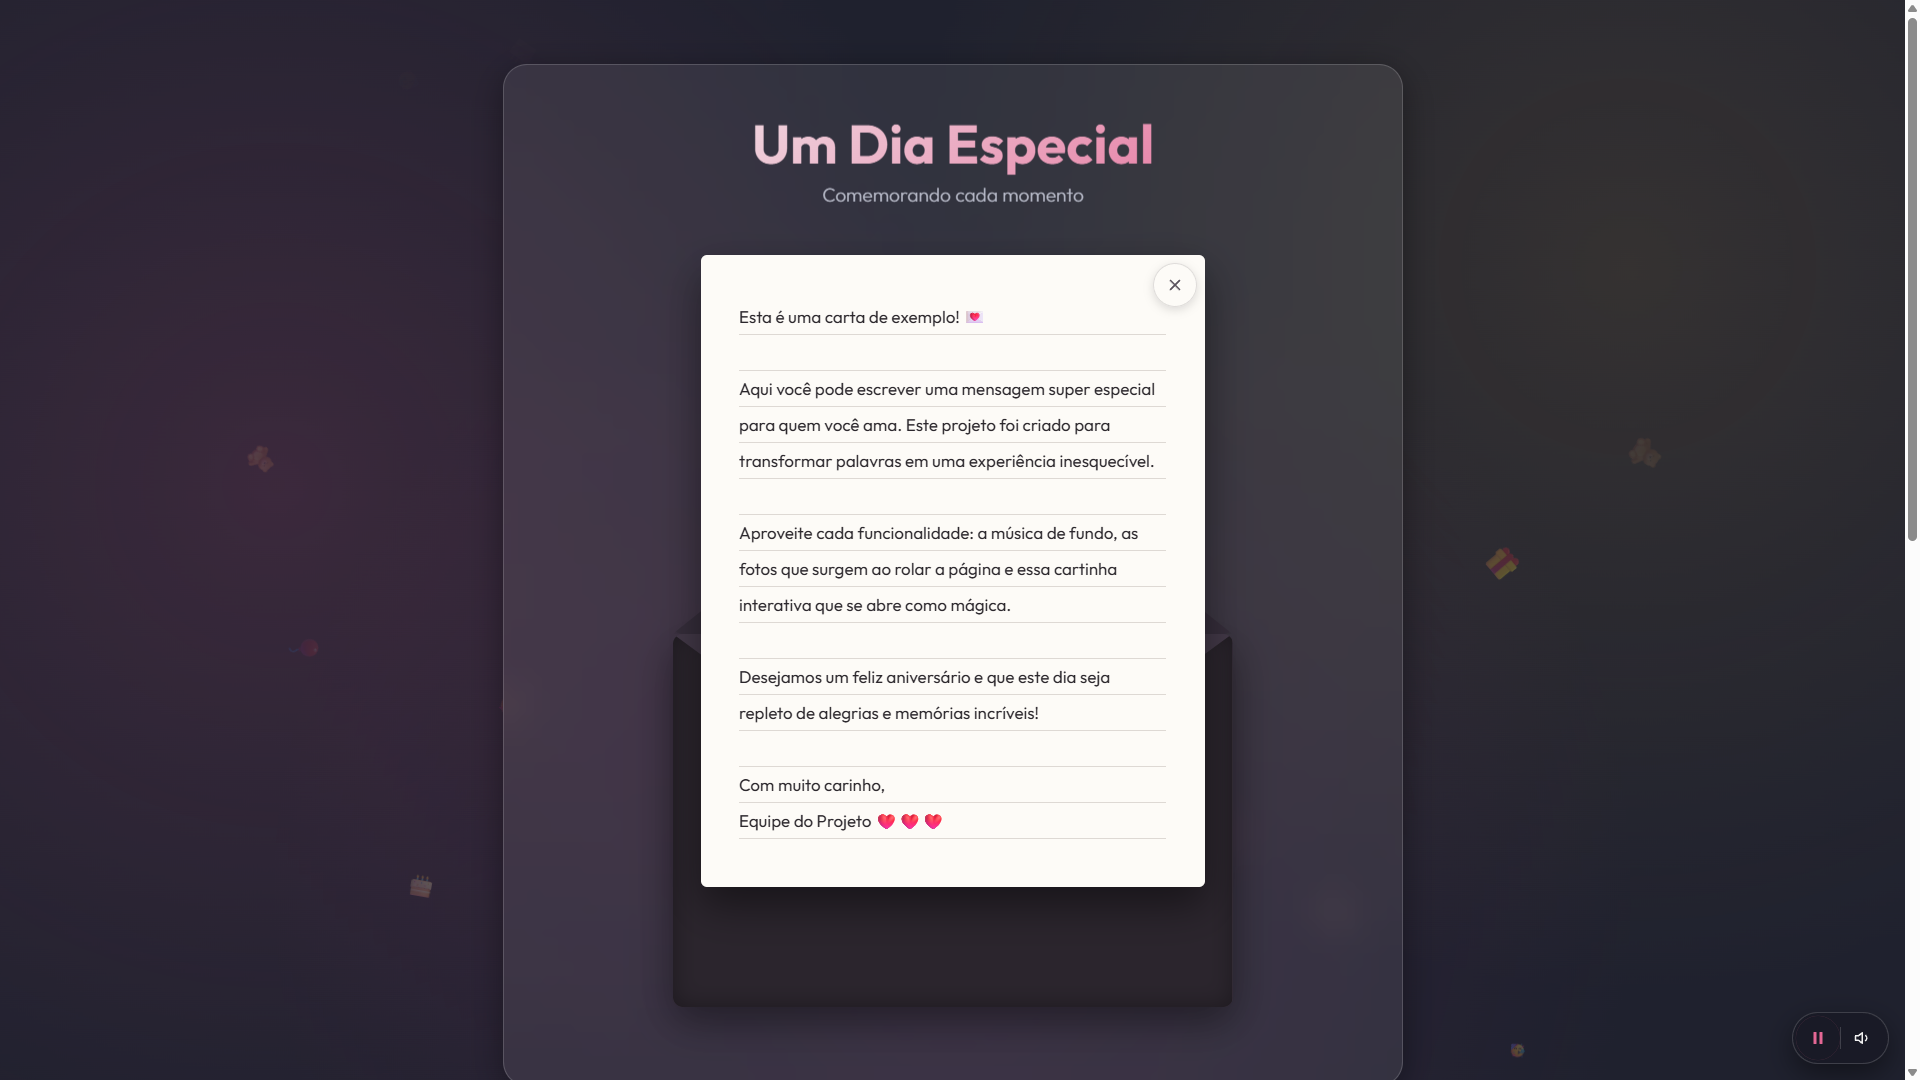 Um Dia Especial
Comemorando cada momento
Esta é uma carta de exemplo! 💌
Aqui você pode escrever uma mensagem super especial
para quem você ama. Este projeto foi criado para
transformar palavras em uma experiência inesquecível.
Aproveite cada funcionalidade: a música de fundo, as
fotos que surgem ao rolar a página e essa cartinha
interativa que se abre como mágica.
Desejamos um feliz aniversário e que este dia seja
repleto de alegrias e memórias incríveis!
Com muito carinho,
Equipe do Projeto ❤️ ❤️ ❤️